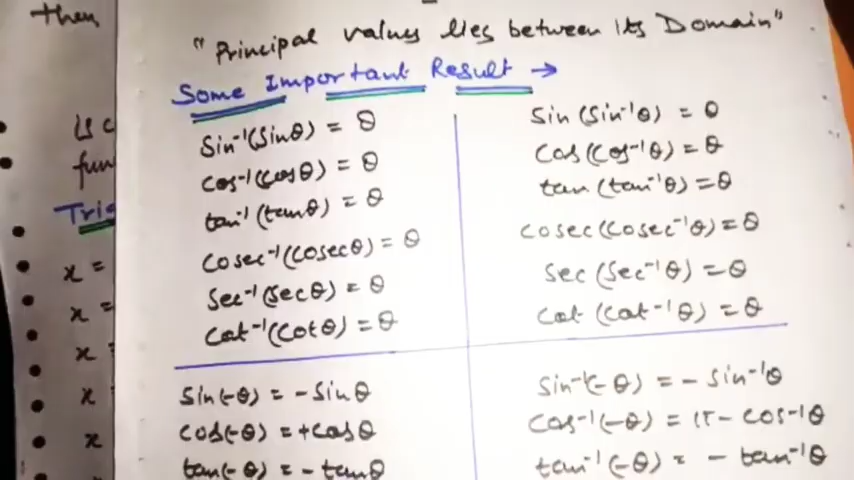 then
"Principal values lies between its Domain"
Some Important Result →
Sin⁻¹(Sinθ) = θ
Cos⁻¹(Cosθ) = θ
tan⁻¹(tanθ) = θ
Cosec⁻¹(Cosecθ) = θ
Sec⁻¹(Secθ) = θ
Cot⁻¹(Cotθ) = θ
Sin(Sin⁻¹θ) = θ
Cos(Cos⁻¹θ) = θ
tan(tan⁻¹θ) = θ
Cosec(Cosec⁻¹θ) = θ
Sec(Sec⁻¹θ) = θ
Cot(Cot⁻¹θ) = θ
Sin(-θ) = -Sinθ
Cos(-θ) = +Cosθ
tan(-θ) = -tanθ
Sin⁻¹(-θ) = - Sin⁻¹θ
Cos⁻¹(-θ) = π - Cos⁻¹θ
tan⁻¹(-θ) = - tan⁻¹θ
is
x =
x =
x
x
x